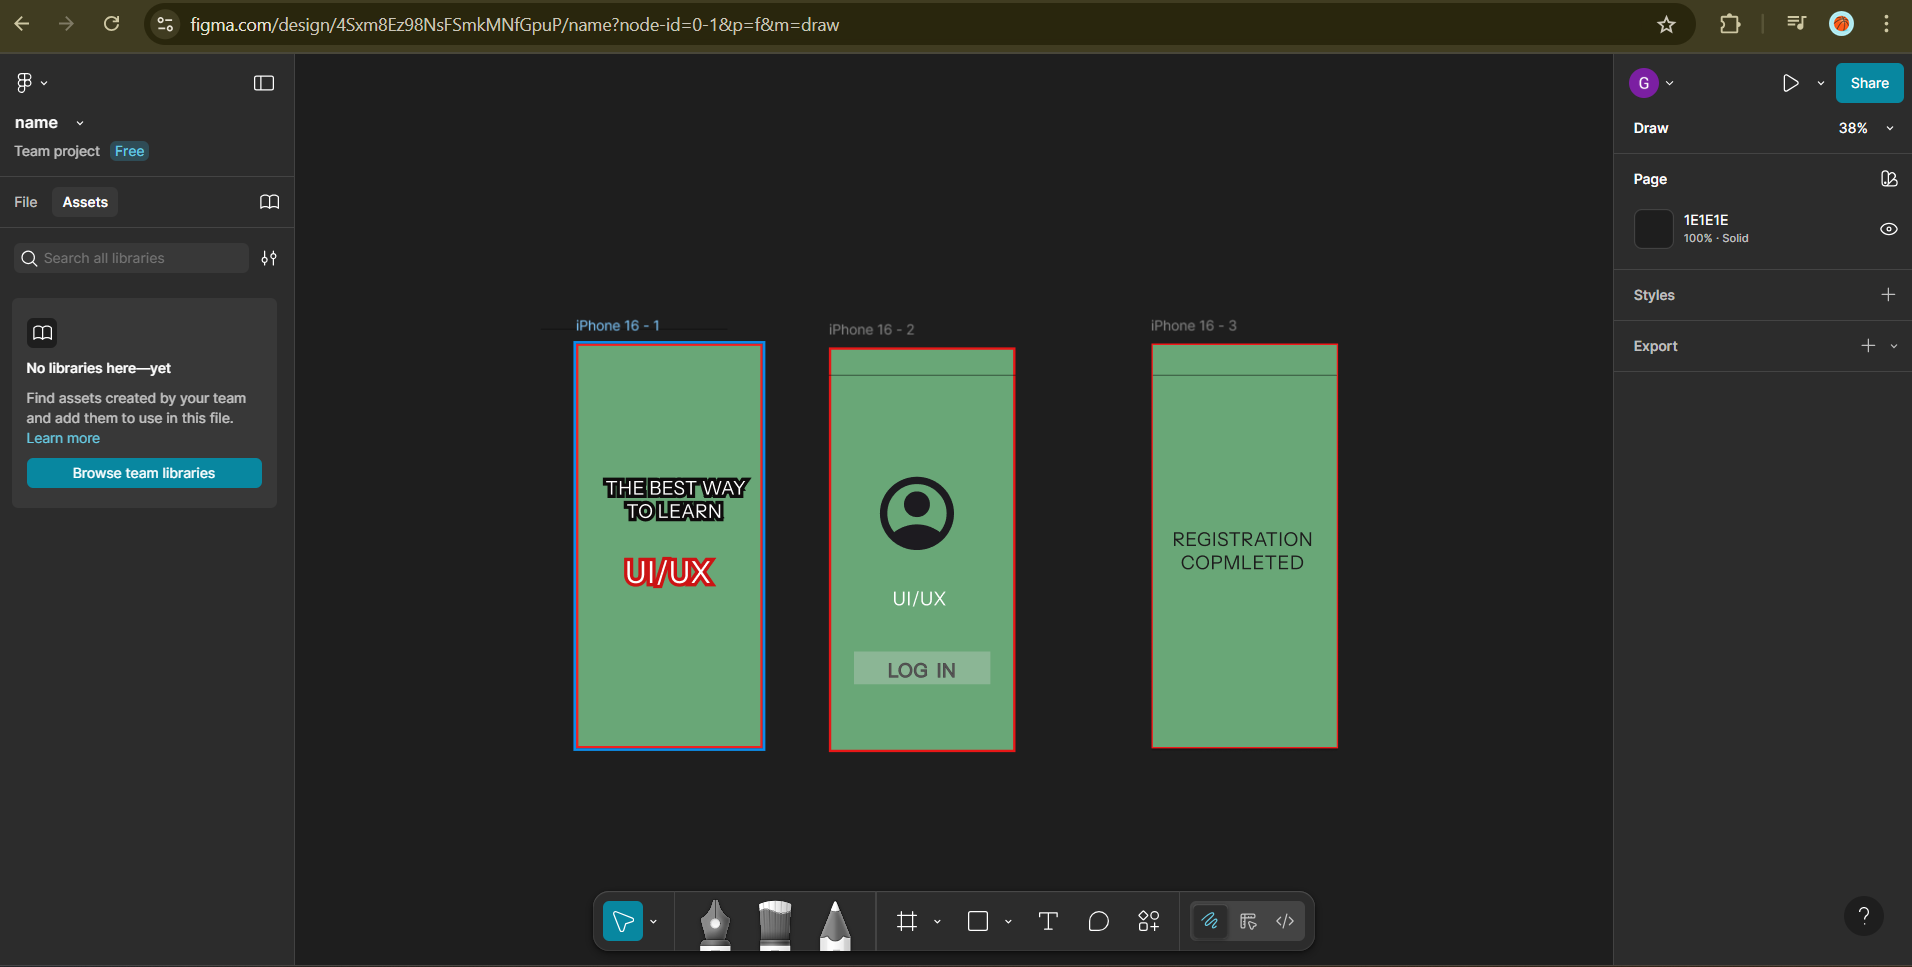 figma.com/design/4Sxm8Ez98NsFSmkMNfGpuP/name?node-id=0-1&p=f&m=draw
name
Team project Free
File Assets
Search all libraries
No libraries here—yet
Find assets created by your team
and add them to use in this file.
Learn more
Browse team libraries
iPhone 16 - 1
THE BEST WAY
TO LEARN
UI/UX
iPhone 16 - 2
UI/UX
LOG IN
iPhone 16 - 3
REGISTRATION
COPMLETED
G
Share
Draw 38%
Page
1E1E1E
100% · Solid
Styles
Export
T
</>
?